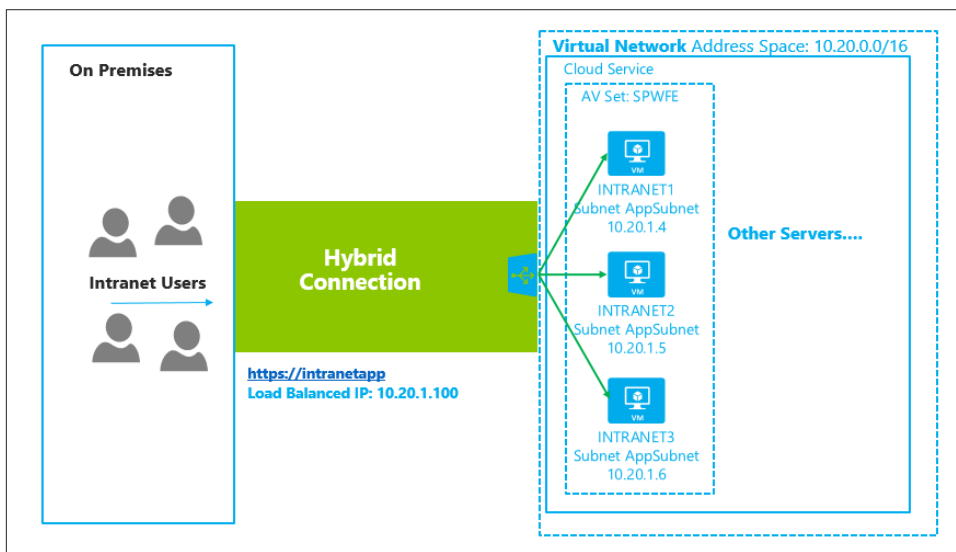 On Premises
Intranet Users
Hybrid
Connection
https://intranetapp
Load Balanced IP: 10.20.1.100
Virtual Network Address Space: 10.20.0.0/16
Cloud Service
AV Set: SPWFE
VM
INTRANET1
Subnet AppSubnet
10.20.1.4
VM
INTRANET2
Subnet AppSubnet
10.20.1.5
VM
INTRANET3
Subnet AppSubnet
10.20.1.6
Other Servers....